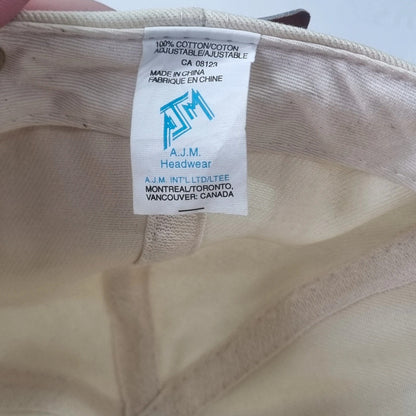 100% COTTON/COTON
ADJUSTABLE/AJUSTABLE
CA 08123
MADE IN CHINA
FABRIQUE EN CHINE
AJM
A.J.M.
Headwear
A.J.M. INT'L LTD/LTEE
MONTREAL/TORONTO,
VANCOUVER: CANADA